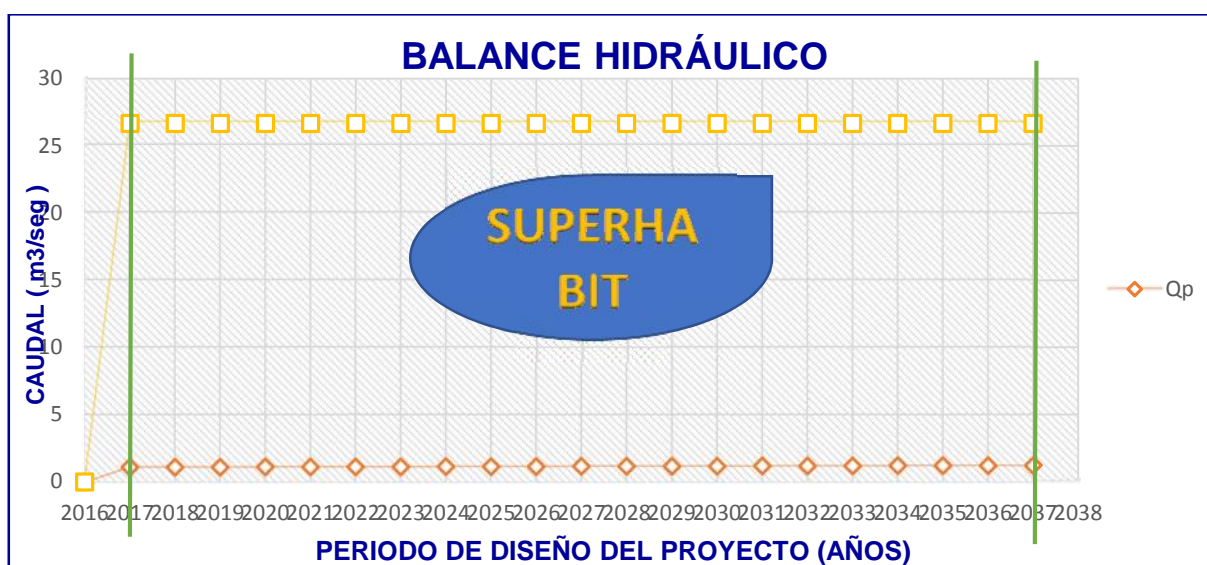 BALANCE HIDRÁULICO
30
25
20
15
10
5
0
CAUDAL ( m3/seg )
SUPERHA
BIT
Qp
2016 2017 2018 2019 2020 2021 2022 2023 2024 2025 2026 2027 2028 2029 2030 2031 2032 2033 2034 2035 2036 2037 2038
PERIODO DE DISEÑO DEL PROYECTO (AÑOS)